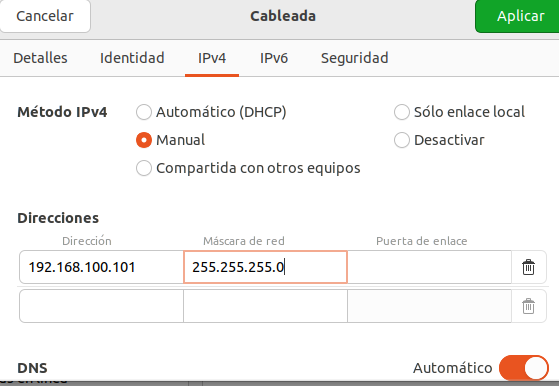 Cancelar Cableada Aplicar
Detalles Identidad IPv4 IPv6 Seguridad
Método IPv4 Automático (DHCP) Sólo enlace local
Manual Desactivar
Compartida con otros equipos
Direcciones
Dirección Máscara de red Puerta de enlace
192.168.100.101 255.255.255.0
DNS Automático